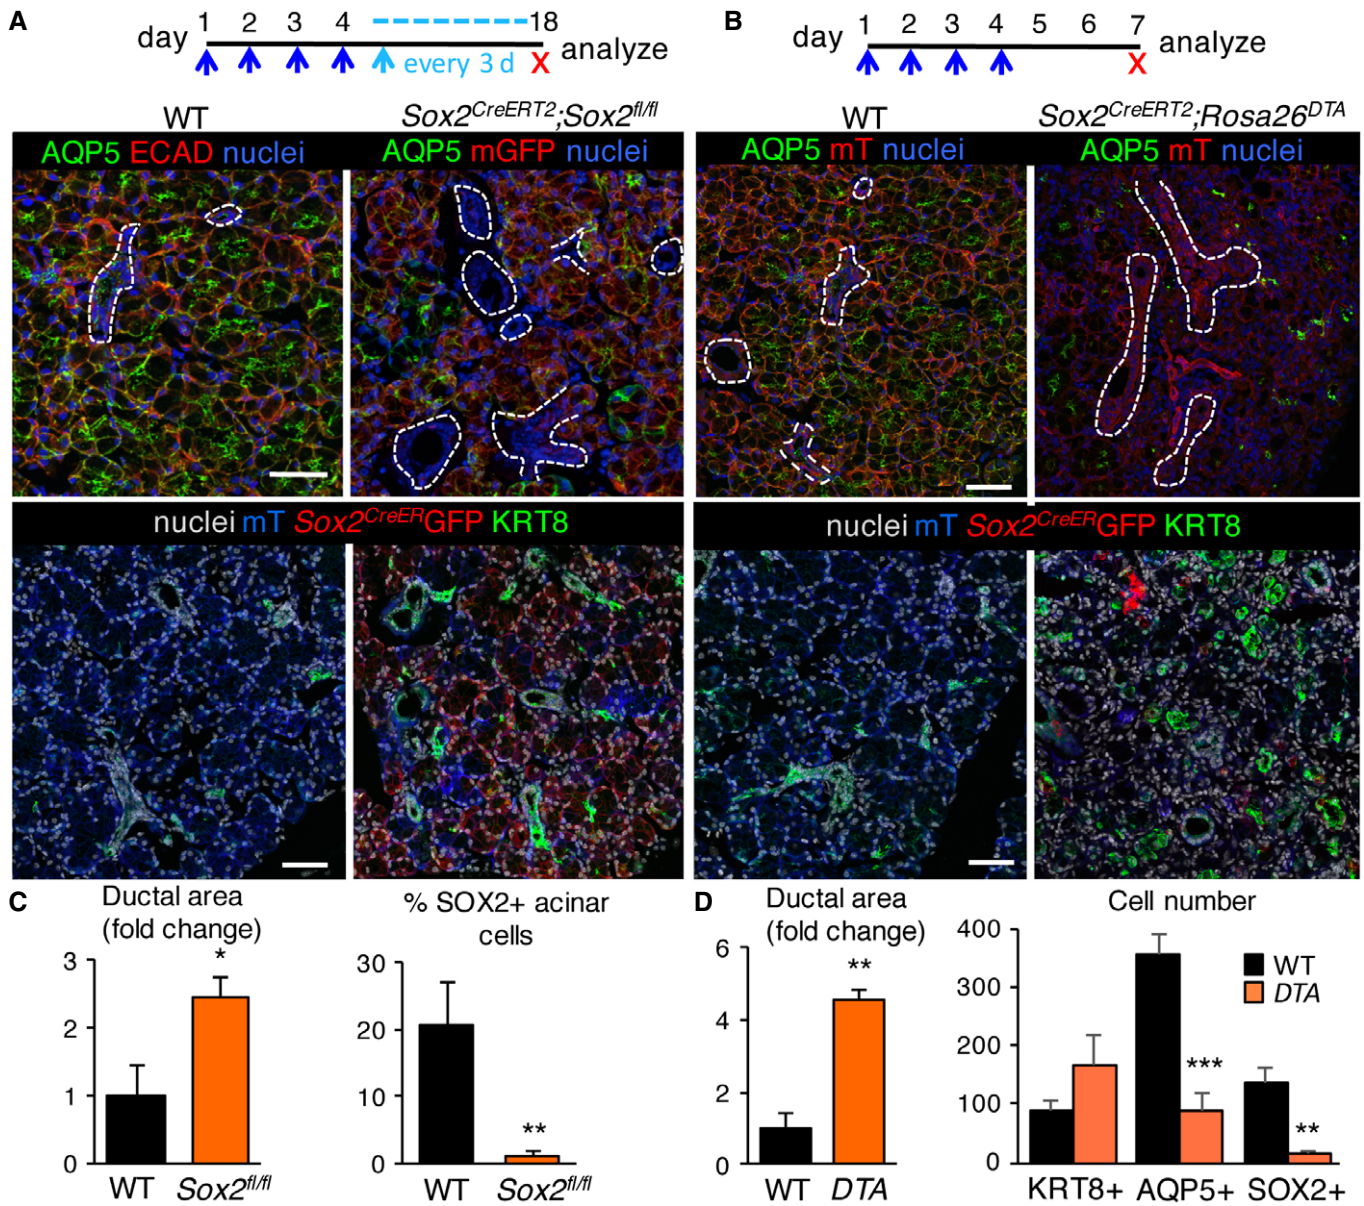 A
day 1 2 3 4 18 analyze
every 3 d X
WT
Sox2CreERT2;Sox2fl/fl
AQP5 ECAD nuclei
AQP5 mGFP nuclei
nuclei mT Sox2CreERGFP KRT8
B
day 1 2 3 4 5 6 7 analyze
X
WT
Sox2CreERT2;Rosa26DTA
AQP5 mT nuclei
AQP5 mT nuclei
nuclei mT Sox2CreERGFP KRT8
C
Ductal area
(fold change)
3
2
1
0
*
WT Sox2fl/fl
% SOX2+ acinar
cells
30
20
10
0
**
WT Sox2fl/fl
D
Ductal area
(fold change)
6
4
2
0
**
WT DTA
Cell number
400
300
200
100
0
WT
DTA
***
**
KRT8+ AQP5+ SOX2+